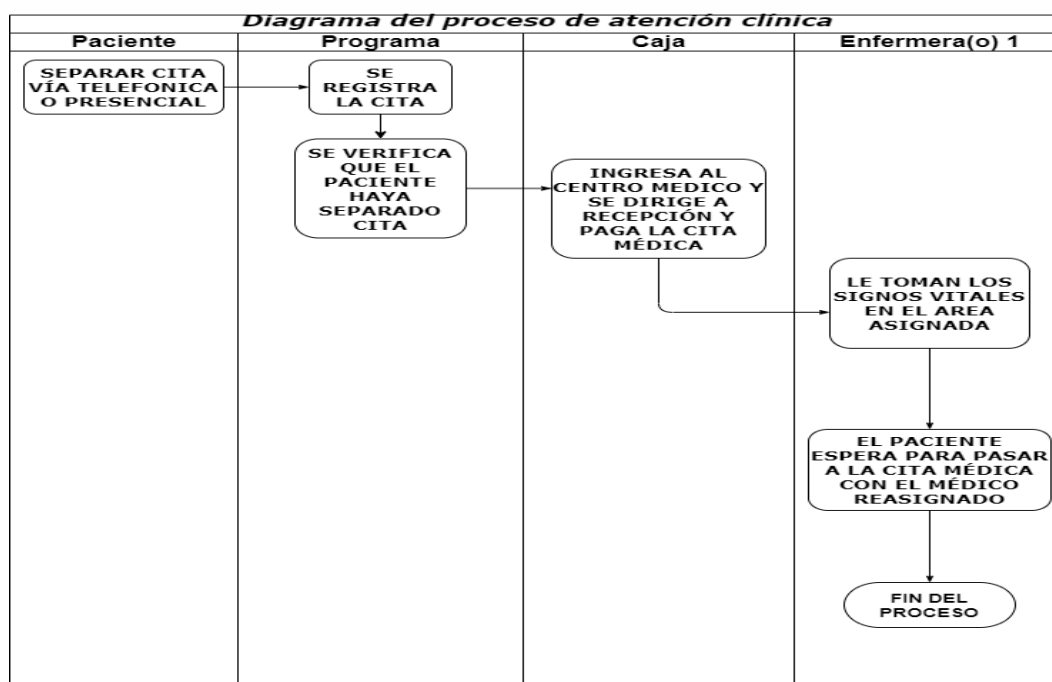 Diagrama del proceso de atención clínica
Paciente
Programa
Caja
Enfermera(o) 1
SEPARAR CITA
VÍA TELEFONICA
O PRESENCIAL
SE
REGISTRA
LA CITA
SE VERIFICA
QUE EL
PACIENTE
HAYA
SEPARADO
CITA
INGRESA AL
CENTRO MEDICO Y
SE DIRIGE A
RECEPCIÓN Y
PAGA LA CITA
MÉDICA
LE TOMAN LOS
SIGNOS VITALES
EN EL AREA
ASIGNADA
EL PACIENTE
ESPERA PARA PASAR
A LA CITA MÉDICA
CON EL MÉDICO
REASIGNADO
FIN DEL
PROCESO